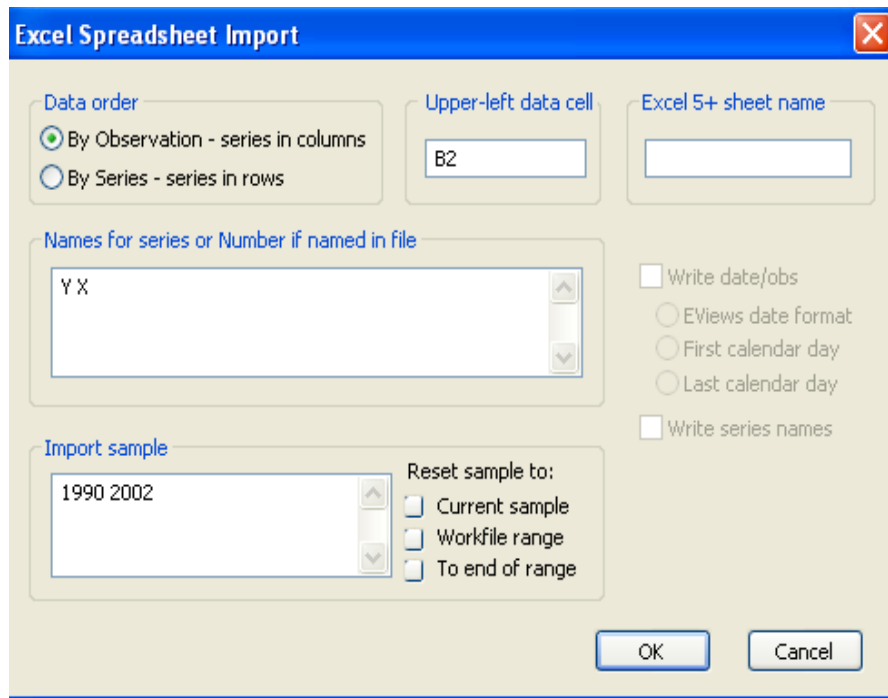 Excel Spreadsheet Import
Data order
By Observation - series in columns
By Series - series in rows
Upper-left data cell
B2
Excel 5+ sheet name
Names for series or Number if named in file
Y X
Write date/obs
EViews date format
First calendar day
Last calendar day
Write series names
Import sample
1990 2002
Reset sample to:
Current sample
Workfile range
To end of range
OK
Cancel